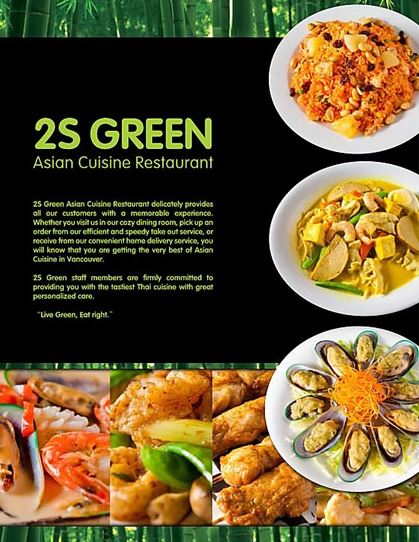 2S GREEN
Asian Cuisine Restaurant
2S Green Asian Cuisine Restaurant delicately provides
all our customers with a memorable experience.
Whether you visit us in our cozy dining room, pick up an
order from our efficient and speedy take out service, or
receive from our convenient home delivery service, you
will know that you are getting the very best of Asian
Cuisine in Vancouver.
2S Green staff members are firmly committed to
providing you with the tastiest Thai cuisine with great
personalized care.
"Live Green, Eat right."